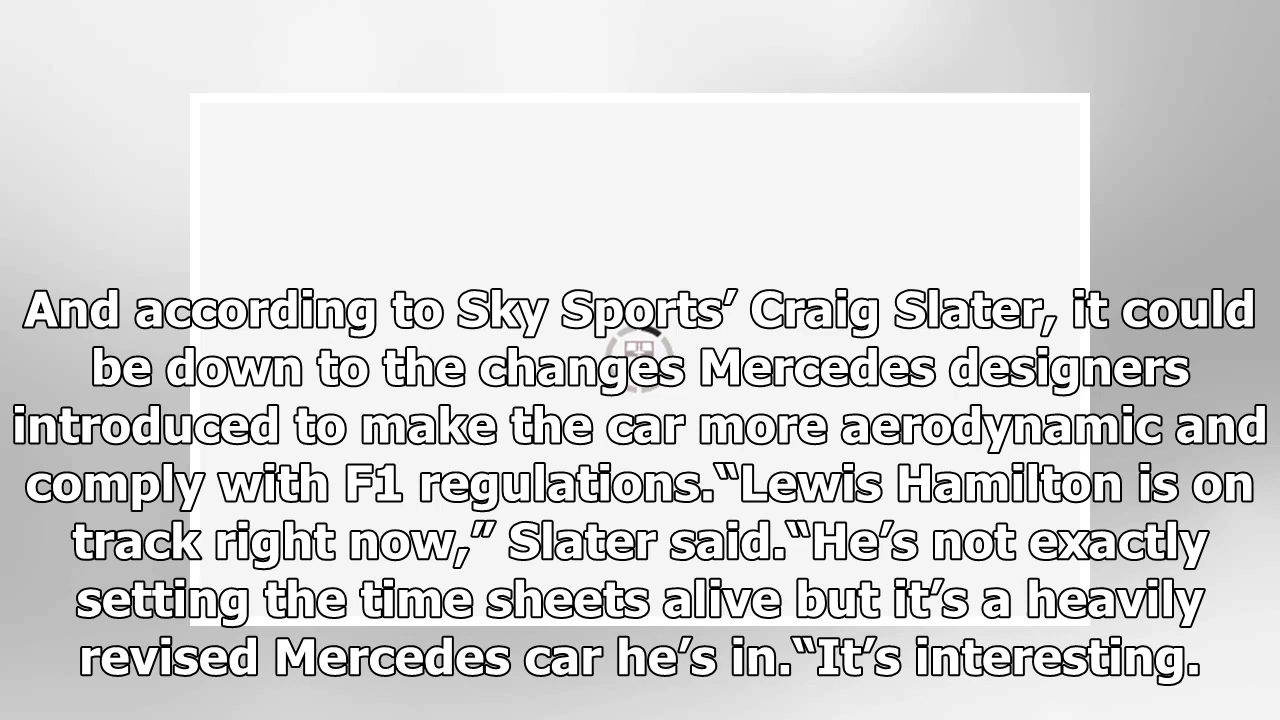 And according to Sky Sports’ Craig Slater, it could
be down to the changes Mercedes designers
introduced to make the car more aerodynamic and
comply with F1 regulations.“Lewis Hamilton is on
track right now,” Slater said.“He’s not exactly
setting the time sheets alive but it’s a heavily
revised Mercedes car he’s in.“It’s interesting.